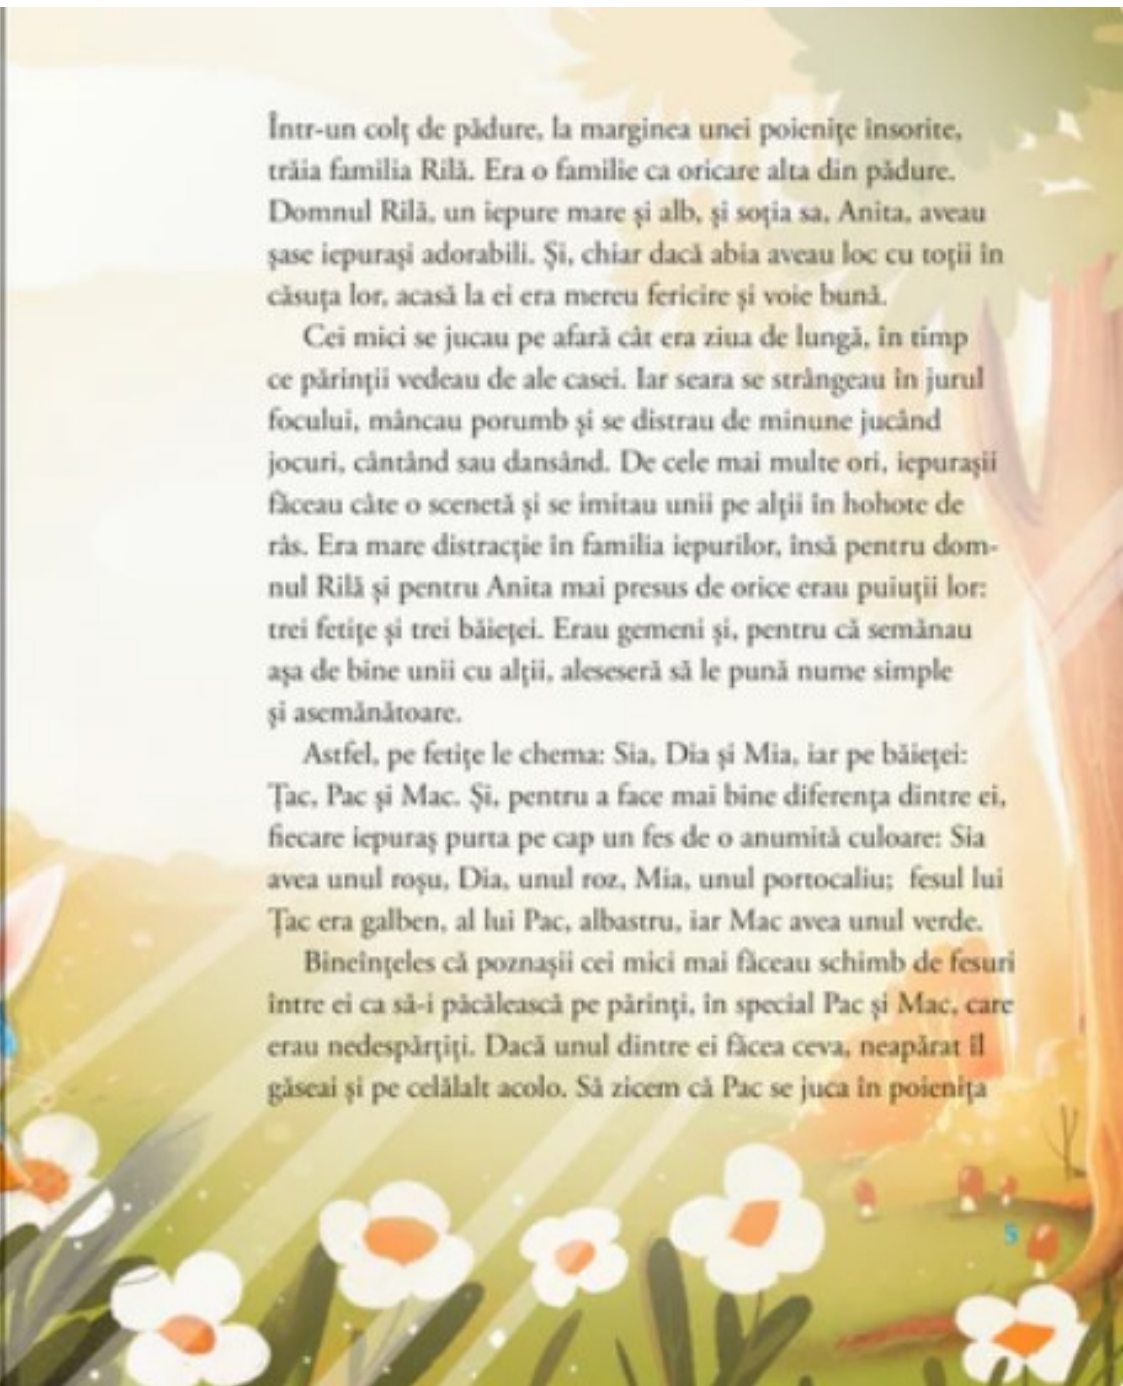 Într-un colț de pădure, la marginea unei poienițe însorite,
trăia familia Rilă. Era o familie ca oricare alta din pădure.
Domnul Rilă, un iepure mare și alb, și soția sa, Anita, aveau
șase iepurași adorabili. Și, chiar dacă abia aveau loc cu toții în
căsuța lor, acasă la ei era mereu fericire și voie bună.
Cei mici se jucau pe afară cât era ziua de lungă, în timp
ce părinții vedeau de ale casei. Iar seara se strângeau în jurul
focului, mâncau porumb și se distrau de minune jucând
jocuri, cântând sau dansând. De cele mai multe ori, iepurașii
făceau câte o scenetă și se imitau unii pe alții în hohote de
râs. Era mare distracție în familia iepurilor, însă pentru dom-
nul Rilă și pentru Anita mai presus de orice erau puiuții lor:
trei fetițe și trei băieței. Erau gemeni și, pentru că semănau
așa de bine unii cu alții, aleseseră să le pună nume simple
și asemănătoare.
Astfel, pe fetițe le chema: Sia, Dia și Mia, iar pe băieței:
Țac, Pac și Mac. Și, pentru a face mai bine diferența dintre ei,
fiecare iepuraș purta pe cap un fes de o anumită culoare: Sia
avea unul roșu, Dia, unul roz, Mia, unul portocaliu; fesul lui
Țac era galben, al lui Pac, albastru, iar Mac avea unul verde.
Bineînțeles că poznașii cei mici mai făceau schimb de fesuri
între ei ca să-i păcălească pe părinți, în special Pac și Mac, care
erau nedespărțiți. Dacă unul dintre ei făcea ceva, neapărat îl
găseai și pe celălalt acolo. Să zicem că Pac se juca în poienița
5